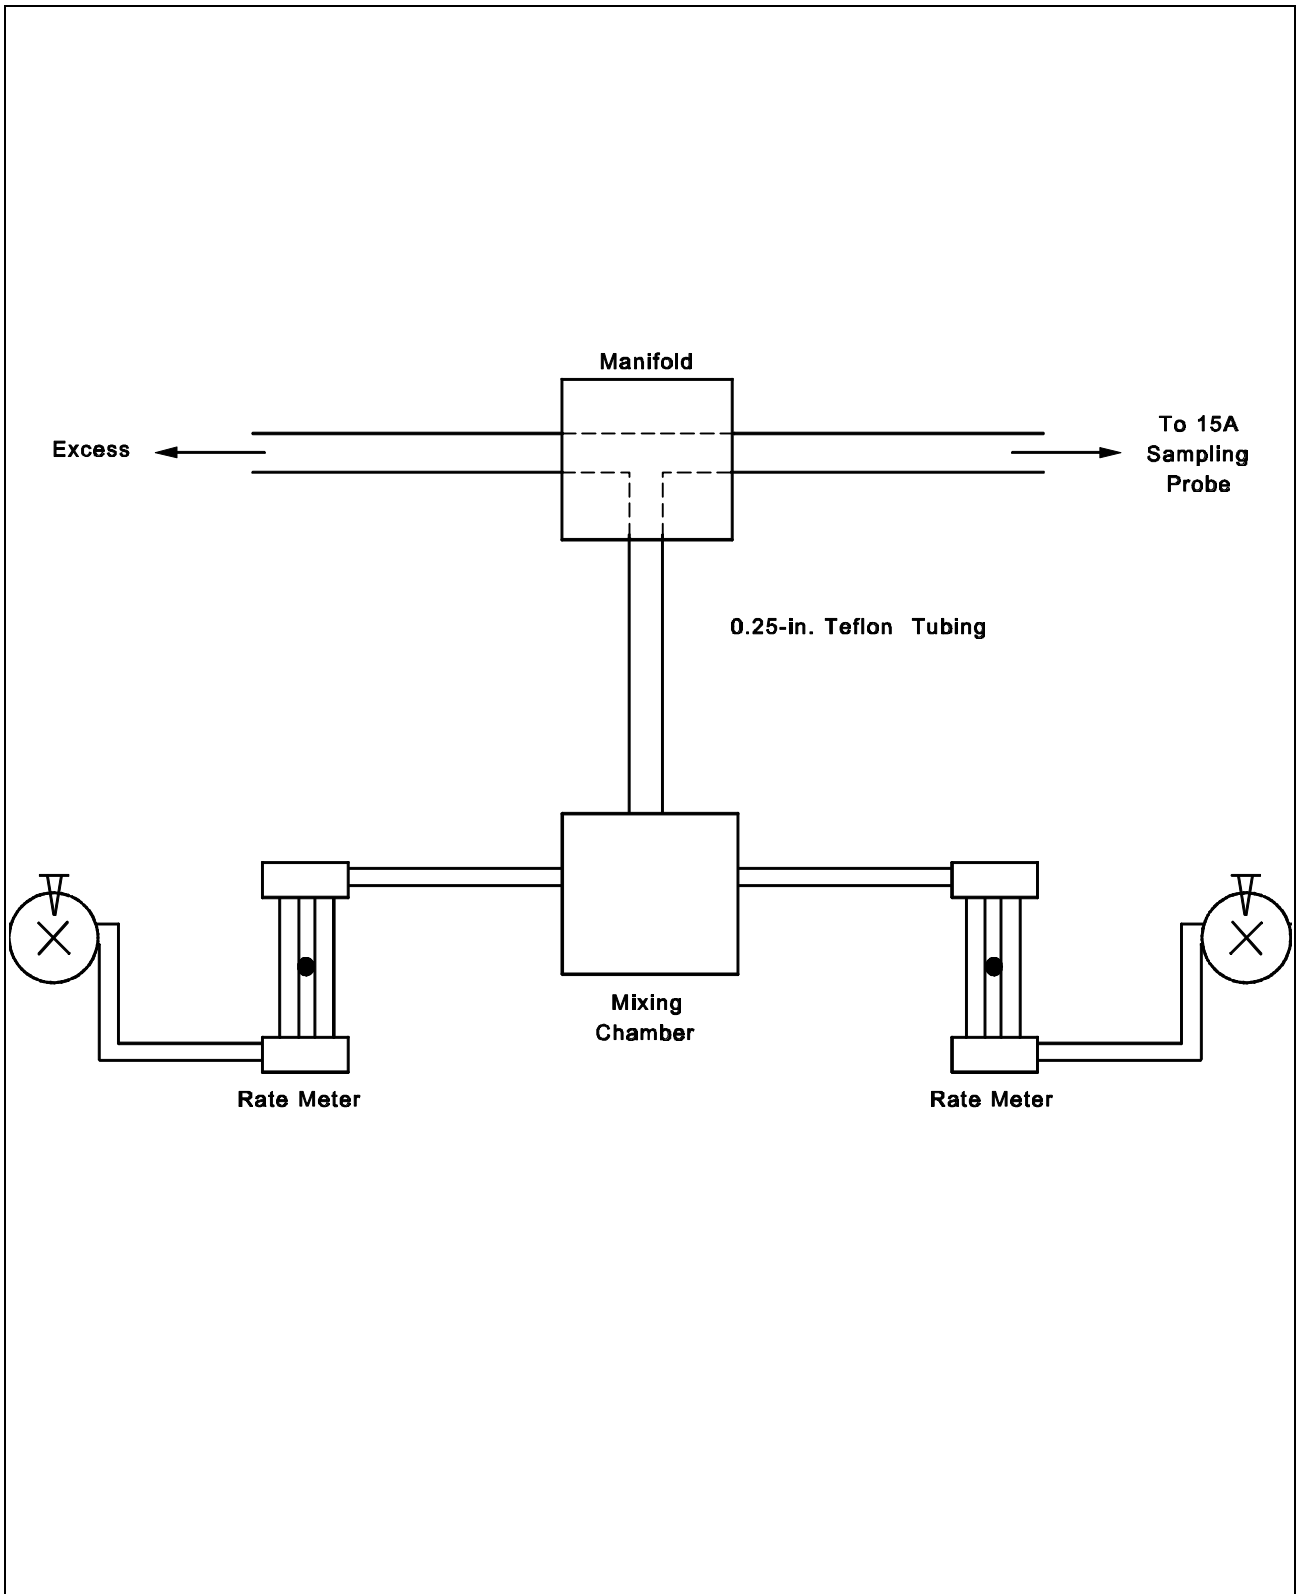 Manifold
Excess
To 15A
Sampling
Probe
0.25-in. Teflon Tubing
Mixing
Chamber
Rate Meter
Rate Meter